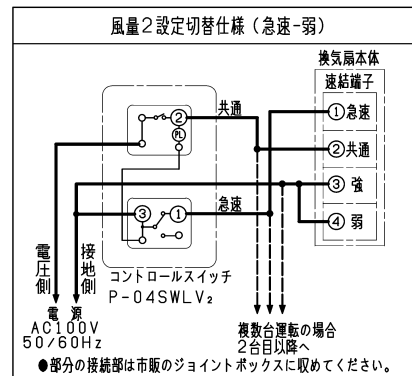 風量2設定切替仕様(急速-弱)
換気扇本体
速結端子
①急速
②共通
③強
④弱
共通
②
PL
急速
③
①
電圧側
接地側
コントロールスイッチ
P-04SWLV₂
電源
AC100V
50/60Hz
複数台運転の場合
2台目以降へ
●部分の接続部は市販のジョイントボックスに収めてください。